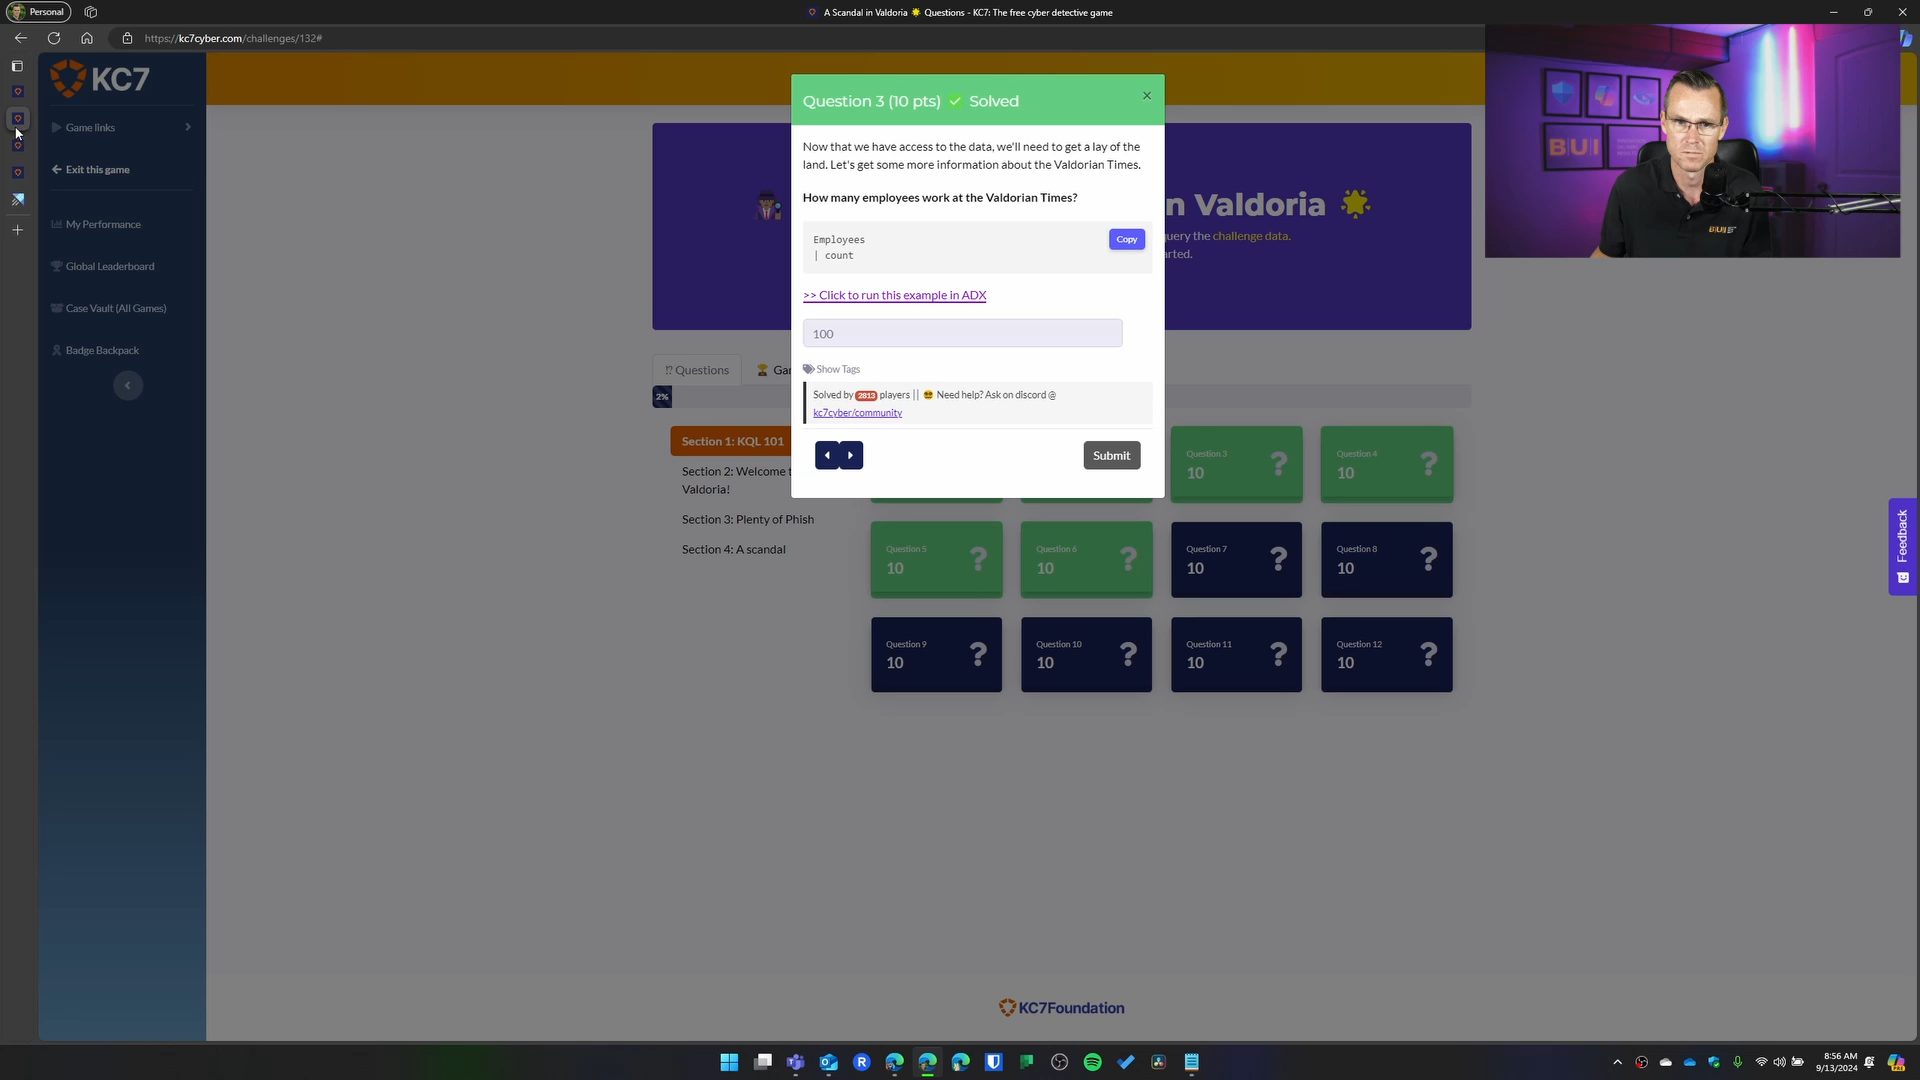 Personal
A Scandal in Valdoria 🌟 Questions - KC7: The free cyber detective game
https://kc7cyber.com/challenges/132#
KC7
Game links
Exit this game
My Performance
Global Leaderboard
Case Vault (All Games)
Badge Backpack
Question 3 (10 pts) ✅ Solved
×
Now that we have access to the data, we'll need to get a lay of the
land. Let's get some more information about the Valdorian Times.
How many employees work at the Valdorian Times?
Employees
| count
Copy
>> Click to run this example in ADX
100
Show Tags
Solved by 2813 players || 😎 Need help? Ask on discord @
kc7cyber/community
Submit
n Valdoria
query the challenge data.
arted.
⁉ Questions
Ga
2%
Section 1: KQL 101
Section 2: Welcome t
Valdoria!
Section 3: Plenty of Phish
Section 4: A scandal
Question 3
10
?
Question 4
10
?
Question 5
10
?
Question 6
10
?
Question 7
10
?
Question 8
10
?
Question 9
10
?
Question 10
10
?
Question 11
10
?
Question 12
10
?
Feedback
KC7Foundation
BUI
BUI
8:56 AM
9/13/2024